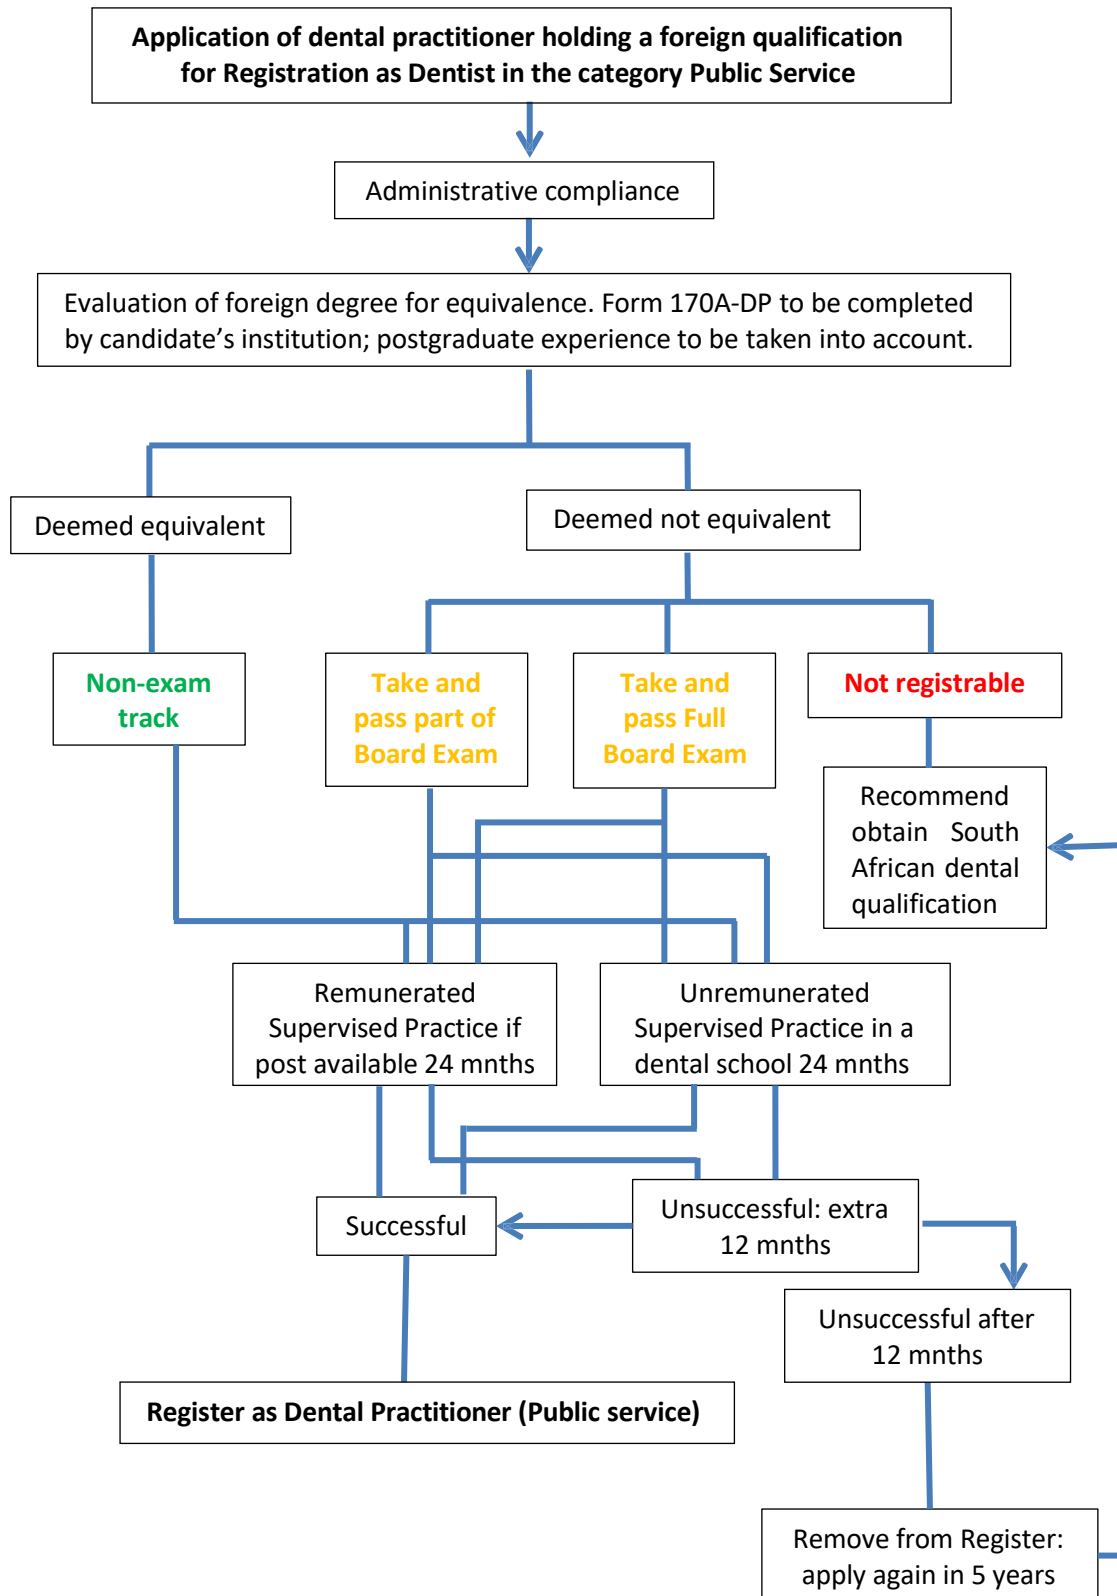 Application of dental practitioner holding a foreign qualification
for Registration as Dentist in the category Public Service
Administrative compliance
Evaluation of foreign degree for equivalence. Form 170A-DP to be completed
by candidate's institution; postgraduate experience to be taken into account.
Deemed equivalent
Deemed not equivalent
Non-exam
track
Take and
pass part of
Board Exam
Take and
pass Full
Board Exam
Not registrable
Recommend
obtain South
African dental
qualification
Remunerated
Supervised Practice if
post available 24 mnths
Unremunerated
Supervised Practice in a
dental school 24 mnths
Successful
Unsuccessful: extra
12 mnths
Unsuccessful after
12 mnths
Register as Dental Practitioner (Public service)
Remove from Register:
apply again in 5 years